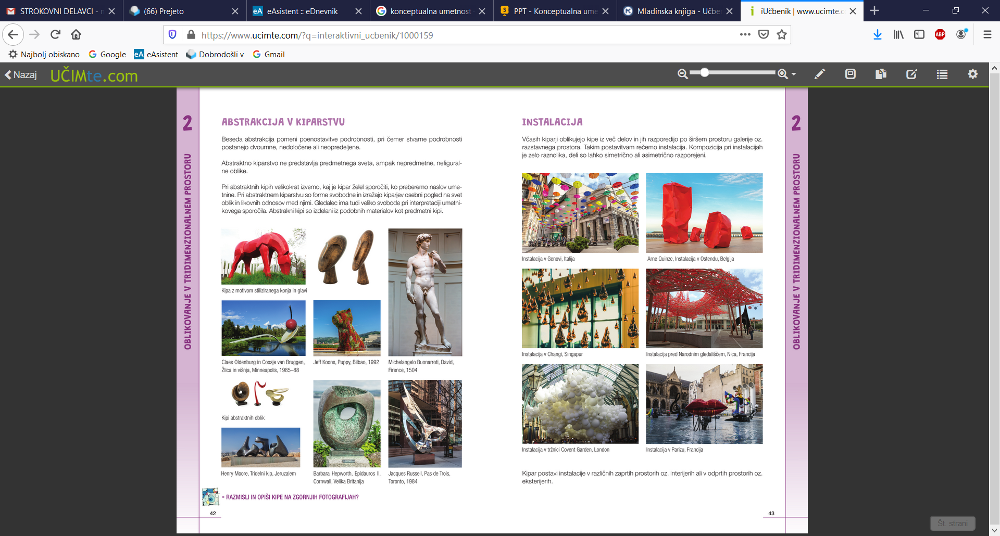 STROKOVNI DELAVCI - n
(66) Prejeto
eAsistent :: eDnevnik
konceptualna umetnost
PPT - Konceptualna ume
Mladinska knjiga - Učbe
iUčbenik | www.ucimte.c
https://www.ucimte.com/?q=interaktivni_ucbenik/1000159
ABP
Najbolj obiskano
Google
eA eAsistent
Dobrodošli v
Gmail
Nazaj
UČIMte.com
2
OBLIKOVANJE V TRIDIMENZIONALNEM PROSTORU
ABSTRAKCIJA V KIPARSTVU
Beseda abstrakcija pomeni poenostavitve podrobnosti, pri čemer stvarne podrobnosti
postanejo dvoumne, nedoločene ali neopredeljene.
Abstraktno kiparstvo ne predstavlja predmetnega sveta, ampak nepredmetne, nefigural-
ne oblike.
Pri abstraktnih kipih velikokrat izvemo, kaj je kipar želel sporočiti, ko preberemo naslov ume-
tnine. Pri abstraktnem kiparstvu so forme svobodne in izražajo kiparjev osebni pogled na svet
oblik in likovnih odnosov med njimi. Gledalec ima tudi veliko svobode pri interpretaciji umetni-
kovega sporočila. Abstrakni kipi so izdelani iz podobnih materialov kot predmetni kipi.
Kipa z motivom stiliziranega konja in glavi
Claes Oldenburg in Coosje van Bruggen,
Žlica in višnja, Minneapolis, 1985–88
Jeff Koons, Puppy, Bilbao, 1992
Michelangelo Buonarroti, David,
Firence, 1504
Kipi abstraktnih oblik
Henry Moore, Tridelni kip, Jeruzalem
Barbara Hepworth, Epidauros II,
Cornwall, Velika Britanija
Jacques Russell, Pas de Trois,
Toronto, 1984
• RAZMISLI IN OPIŠI KIPE NA ZGORNJIH FOTOGRAFIJAH?
42
INSTALACIJA
Včasih kiparji oblikujejo kipe iz več delov in jih razporedijo po širšem prostoru galerije oz.
razstavnega prostora. Takim postavitvam rečemo instalacija. Kompozicija pri instalacijah
je zelo raznolika, deli so lahko simetrično ali asimetrično razporejeni.
Instalacija v Genovi, Italija
Arne Quinze, Instalacija v Ostendu, Belgija
Instalacija v Changi, Singapur
Instalacija pred Narodnim gledališčem, Nica, Francija
Instalacija v tržnici Covent Garden, London
Instalacija v Parizu, Francija
Kipar postavi instalacije v različnih zaprtih prostorih oz. interijerih ali v odprtih prostorih oz.
eksterijerih.
43
2
OBLIKOVANJE V TRIDIMENZIONALNEM PROSTORU
Št. strani